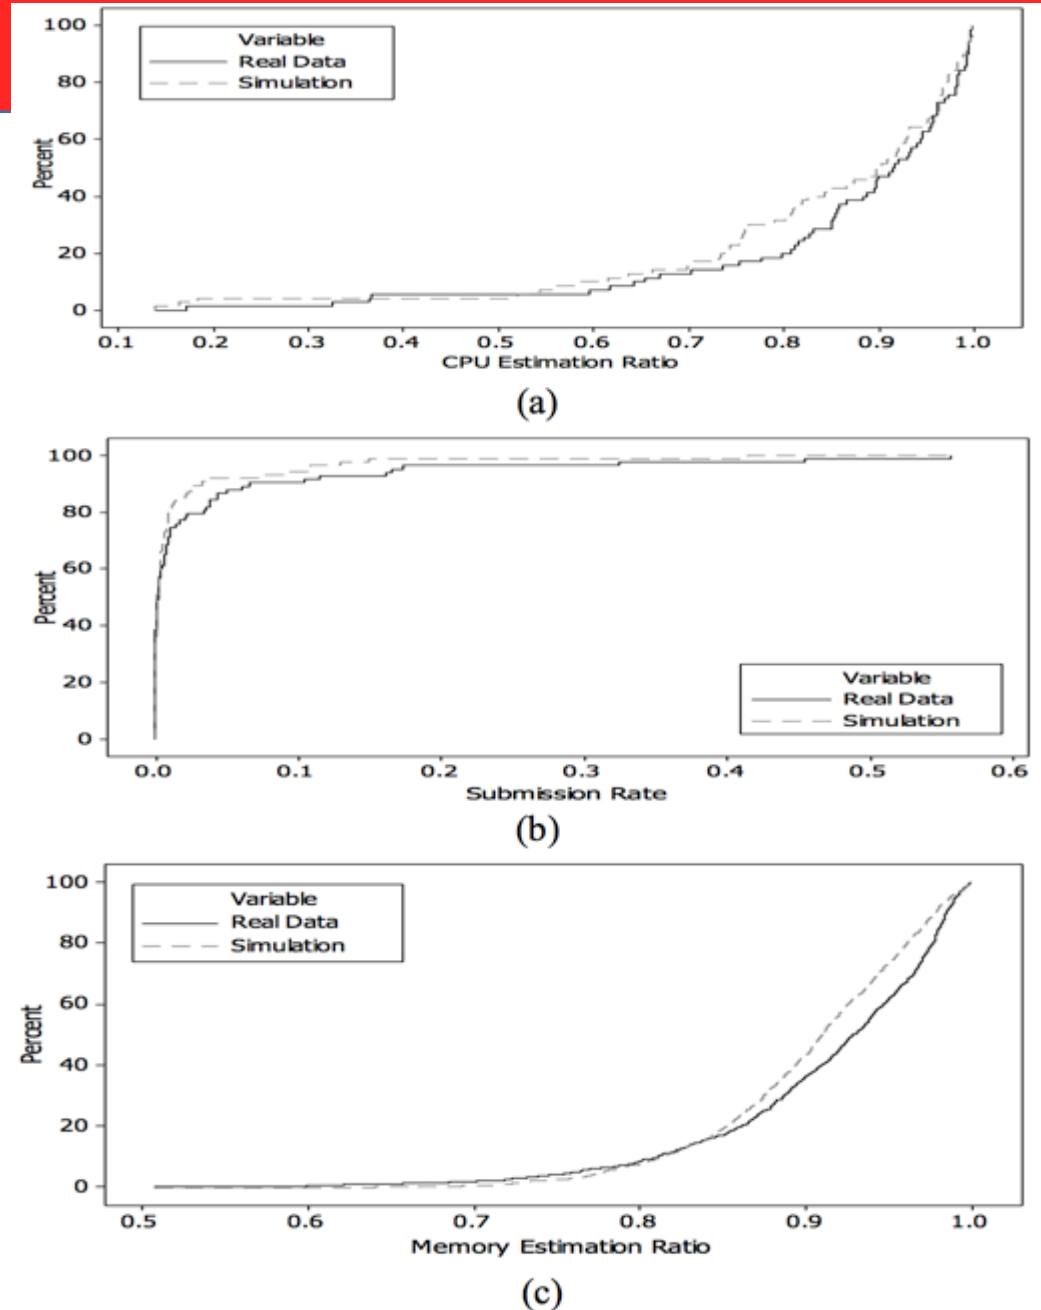 100
80
60
40
20
0
Percent
Variable
Real Data
Simulation
0.1 0.2 0.3 0.4 0.5 0.6 0.7 0.8 0.9 1.0
CPU Estimation Ratio
(a)
100
80
60
40
20
0
Percent
Variable
Real Data
Simulation
0.0 0.1 0.2 0.3 0.4 0.5 0.6
Submission Rate
(b)
100
80
60
40
20
0
Percent
Variable
Real Data
Simulation
0.5 0.6 0.7 0.8 0.9 1.0
Memory Estimation Ratio
(c)